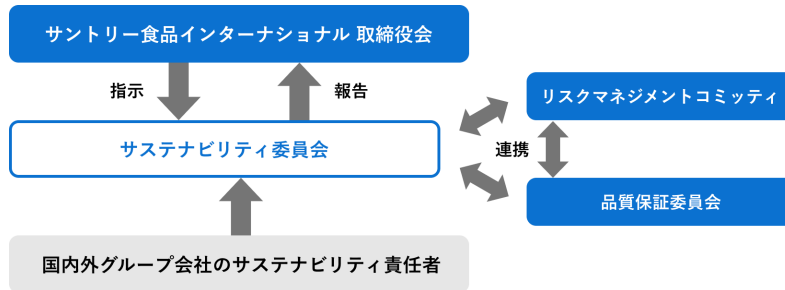 サントリー食品インターナショナル 取締役会
指示
報告
リスクマネジメントコミッティ
サステナビリティ委員会
連携
品質保証委員会
国内外グループ会社のサステナビリティ責任者